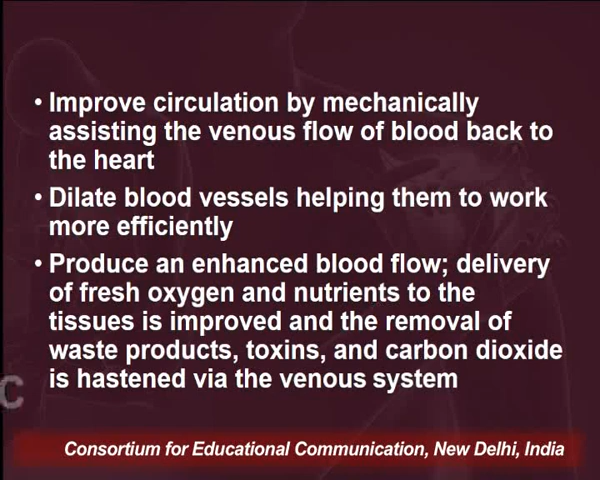 • Improve circulation by mechanically
assisting the venous flow of blood back to
the heart
• Dilate blood vessels helping them to work
more efficiently
• Produce an enhanced blood flow; delivery
of fresh oxygen and nutrients to the
tissues is improved and the removal of
waste products, toxins, and carbon dioxide
is hastened via the venous system
C
Consortium for Educational Communication, New Delhi, India